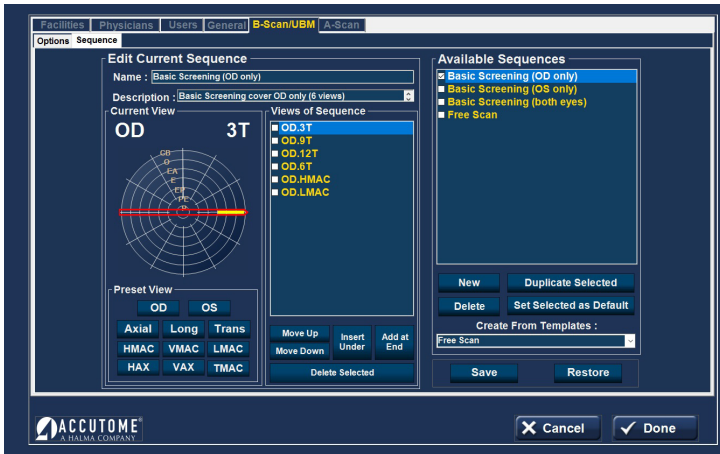 Facilities Physicians Users General B-Scan/UBM A-Scan
Options Sequence
Edit Current Sequence
Name : Basic Screening (OD only)
Description : Basic Screening cover OD only (6 views)
Current View
OD 3T
CB
O
EA
E
EP
PE
P
Preset View
OD OS
Axial Long Trans
HMAC VMAC LMAC
HAX VAX TMAC
Views of Sequence
OD.3T
OD.9T
OD.12T
OD.6T
OD.HMAC
OD.LMAC
Move Up
Move Down
Insert
Under
Add at
End
Delete Selected
Available Sequences
Basic Screening (OD only)
Basic Screening (OS only)
Basic Screening (both eyes)
Free Scan
New Duplicate Selected
Delete Set Selected as Default
Create From Templates :
Free Scan
Save Restore
ACCUTOME®
A HALMA COMPANY
Cancel Done